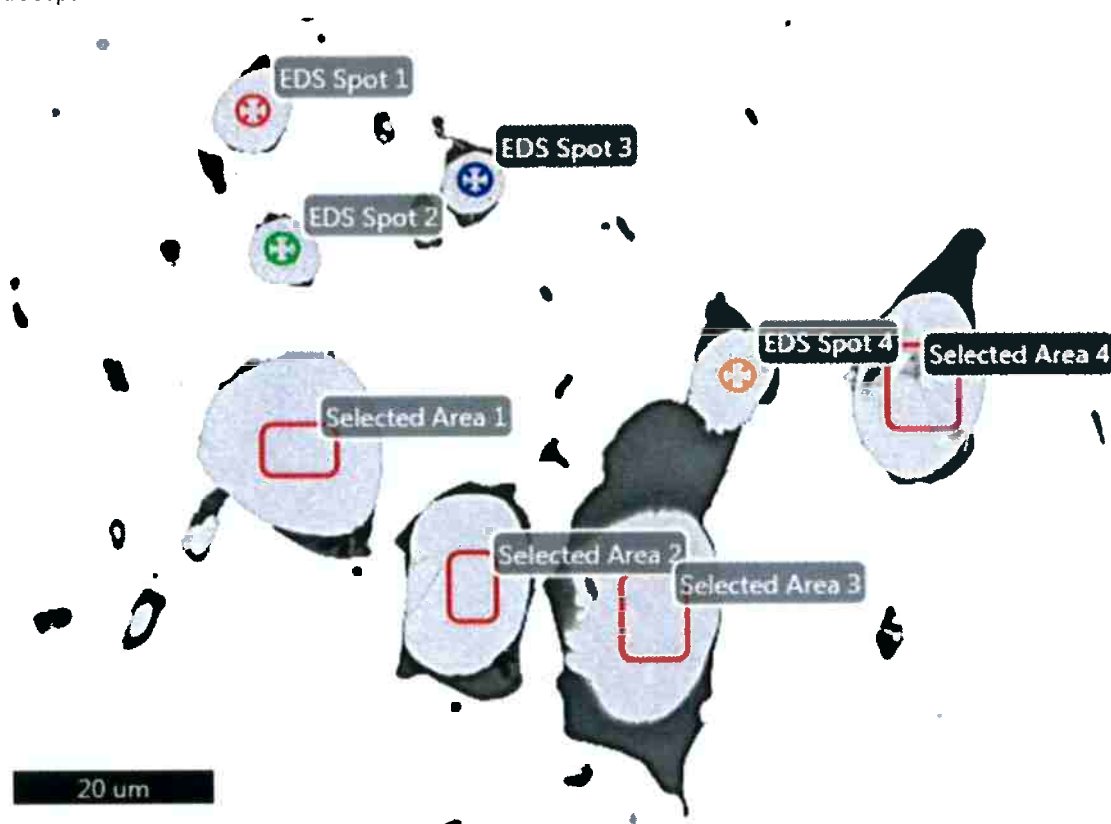 EDS Spot 1
EDS Spot 3
EDS Spot 2
EDS Spot 4
Selected Area 4
Selected Area 1
Selected Area 2
Selected Area 3
20 um